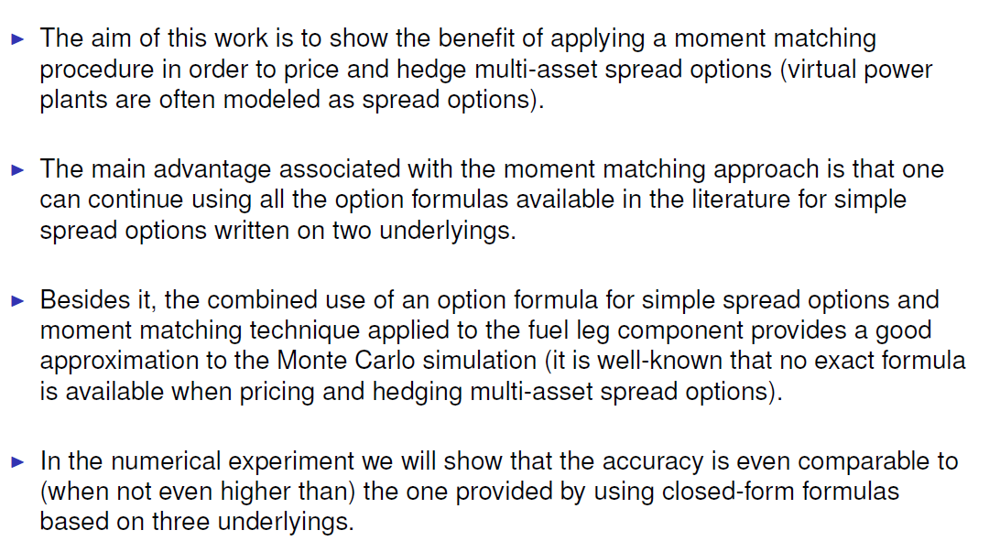 ► The aim of this work is to show the benefit of applying a moment matching
procedure in order to price and hedge multi-asset spread options (virtual power
plants are often modeled as spread options).
► The main advantage associated with the moment matching approach is that one
can continue using all the option formulas available in the literature for simple
spread options written on two underlyings.
► Besides it, the combined use of an option formula for simple spread options and
moment matching technique applied to the fuel leg component provides a good
approximation to the Monte Carlo simulation (it is well-known that no exact formula
is available when pricing and hedging multi-asset spread options).
► In the numerical experiment we will show that the accuracy is even comparable to
(when not even higher than) the one provided by using closed-form formulas
based on three underlyings.